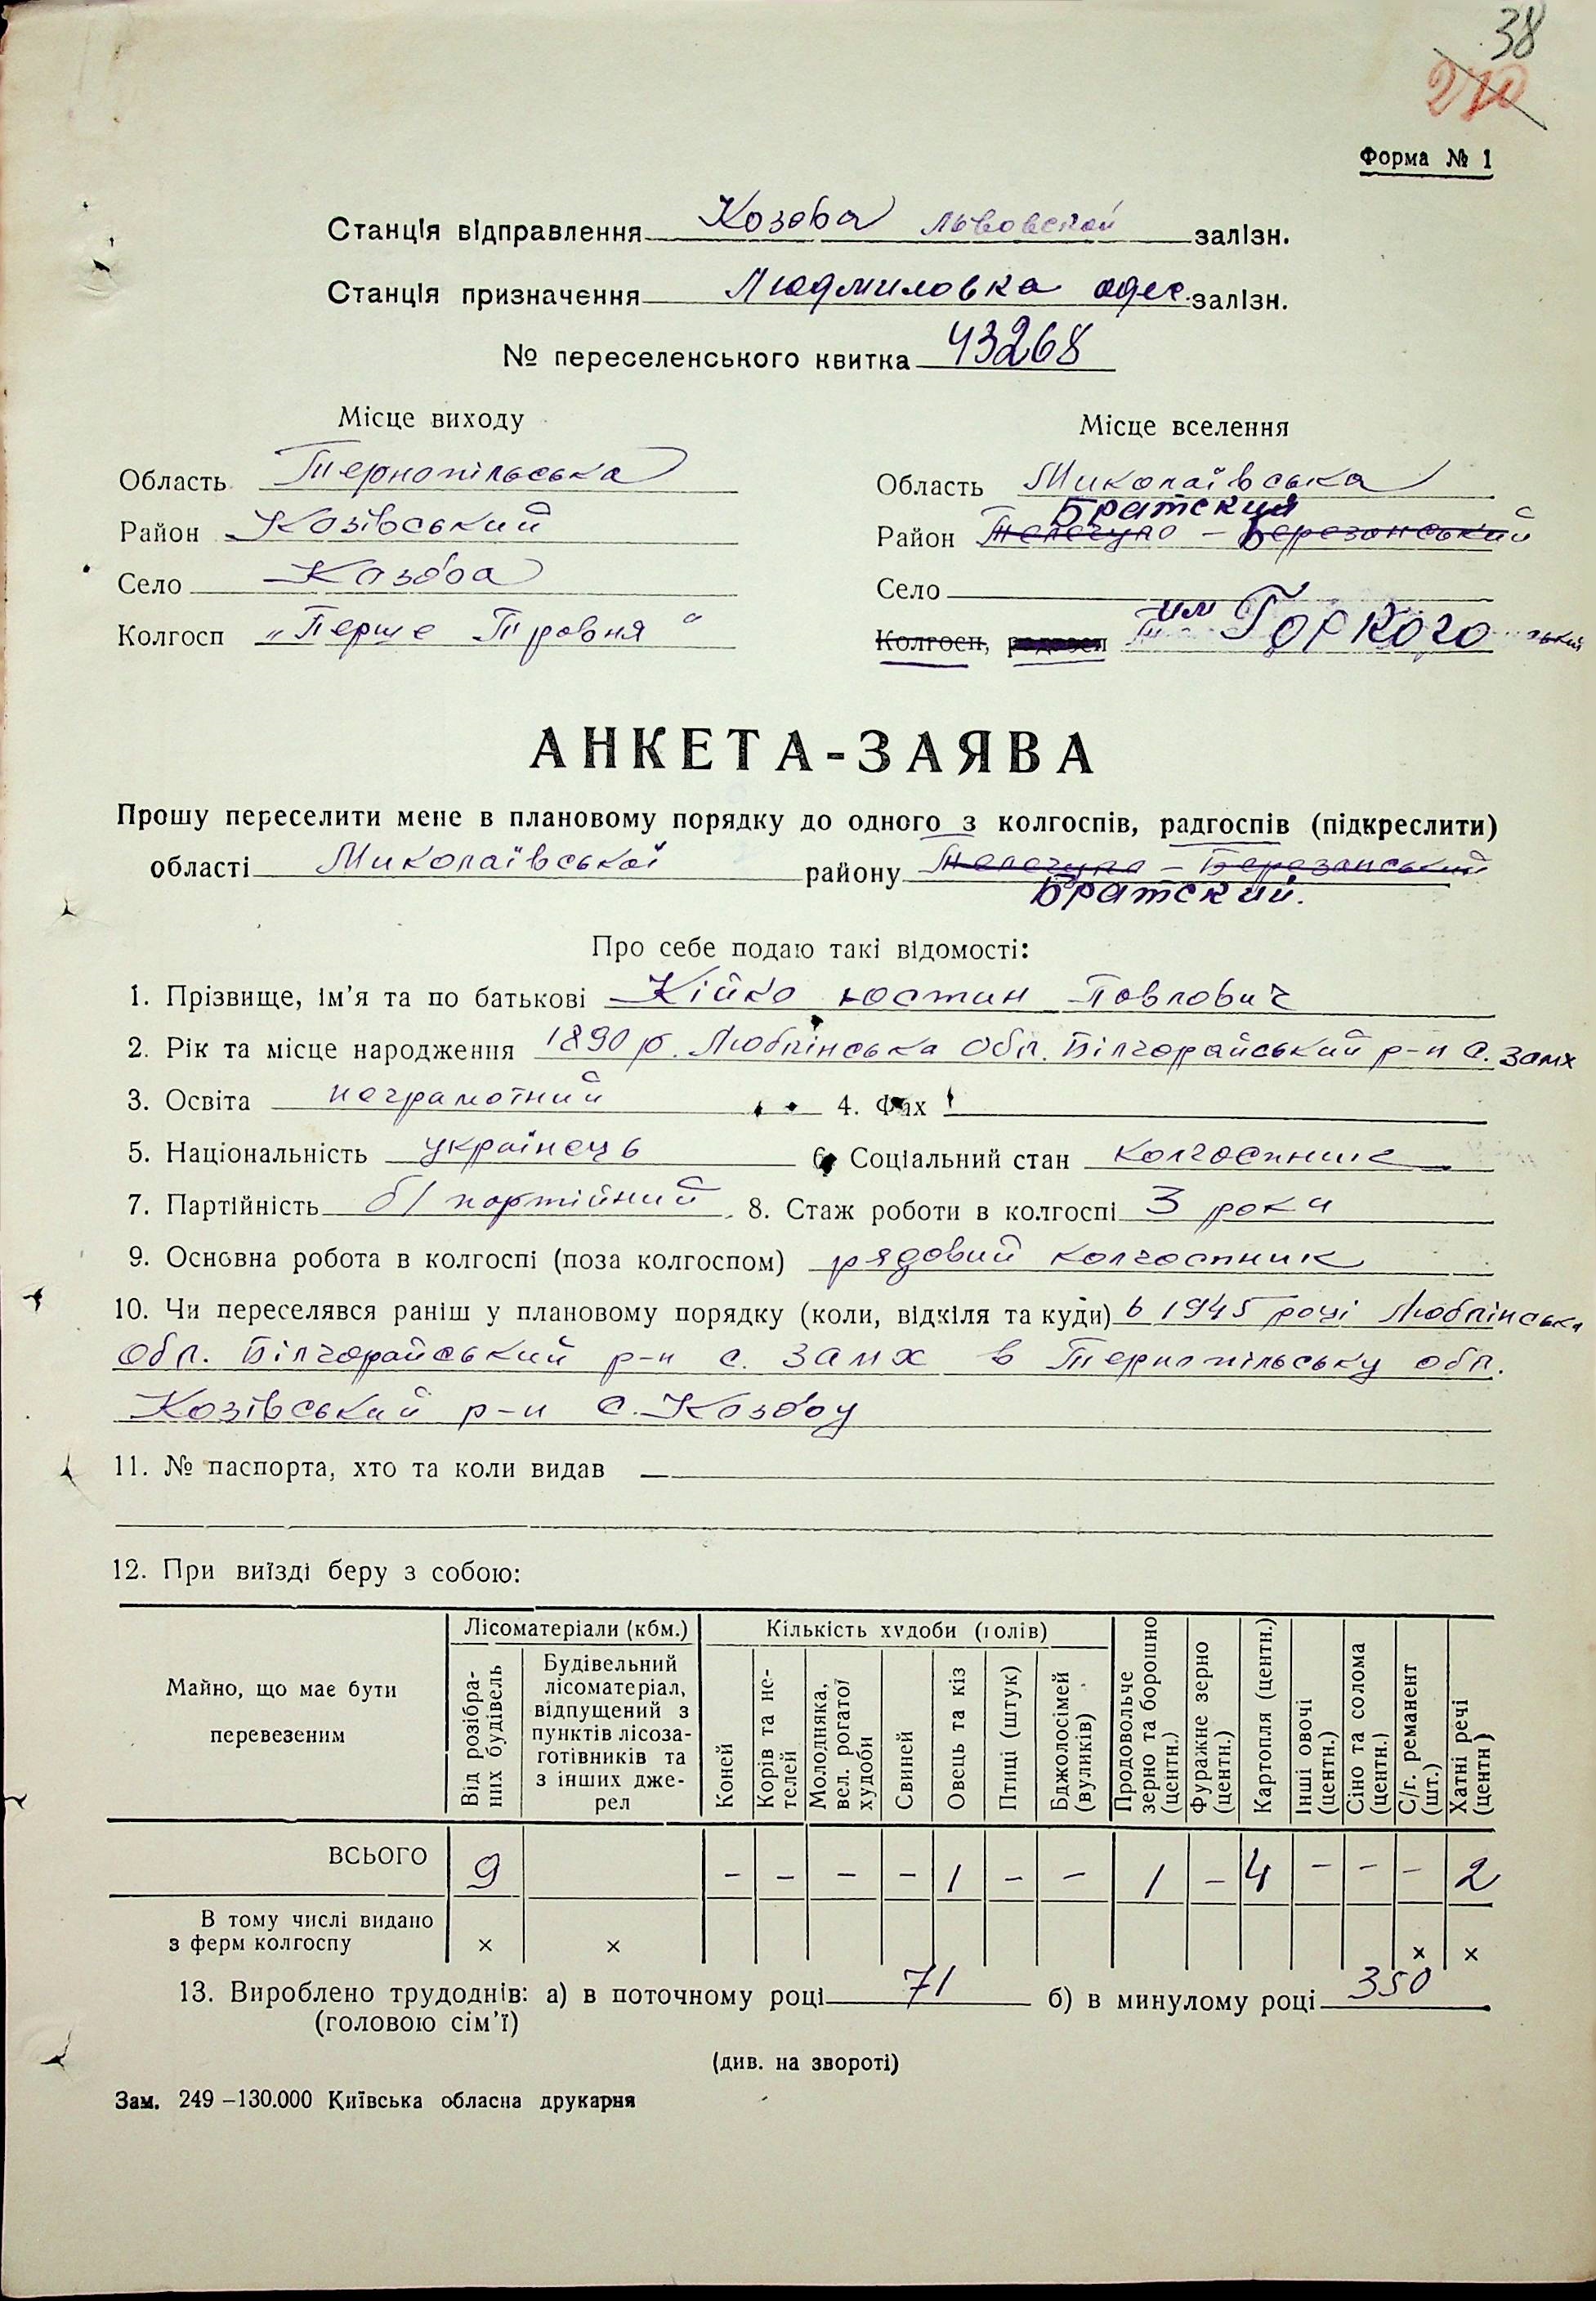 38
210
Форма № 1
Станція відправлення Козова львовской залізн.
Станція призначення Людмиловка одес. залізн.
№ переселенського квитка 43268
Місце виходу
Область Тернопільська
Район Козівський
Село Козова
Колгосп „Перше Травня"
Місце вселення
Область Миколаївська
Братский
Район Телегуло - Березанський
Село
Колгосп, радгосп им Горкого
АНКЕТА-ЗАЯВА
Прошу переселити мене в плановому порядку до одного з колгоспів, радгоспів (підкреслити)
області Миколаївської району Телегуло - Березанський
Братский.
Про себе подаю такі відомості:
1. Прізвище, ім'я та по батькові Кійко Юстин Павлович
2. Рік та місце народження 1890 р. Люблінська обл. Білгорайський р-н с. Замх
3. Освіта неграмотний 4. Фах
5. Національність українець 6. Соціальний стан колгоспник
7. Партійність б/партійний 8. Стаж роботи в колгоспі 3 роки
9. Основна робота в колгоспі (поза колгоспом) рядовий колгоспник
10. Чи переселявся раніш у плановому порядку (коли, відкіля та куди) в 1945 році Люблінська
обл. Білгорайський р-н с. Замх в Тернопільську обл.
Козівський р-н с. Козову
11. № паспорта, хто та коли видав —
12. При виїзді беру з собою:
Майно, що має бути перевезеним
Лісоматеріали (кбм.)
Від розібраних будівель
Будівельний лісоматеріал, відпущений з пунктів лісозаготівників та з інших джерел
Кількість худоби (голів)
Коней
Корів та нетелей
Молодняка, вел. рогатої худоби
Свиней
Овець та кіз
Птиці (штук)
Бджолосімей (вуликів)
Продовольче зерно та борошно (центн.)
Фуражне зерно (центн.)
Картопля (центн.)
Інші овочі (центн.)
Сіно та солома (центн.)
С/г. реманент (шт.)
Хатні речі (центн)
ВСЬОГО 9 – – – – 1 – – 1 – 4 – – – 2
В тому числі видано
з ферм колгоспу × × × ×
13. Вироблено трудоднів: а) в поточному році 71 б) в минулому році 350
(головою сім'ї)
(див. на звороті)
Зам. 249–130.000 Київська обласна друкарня